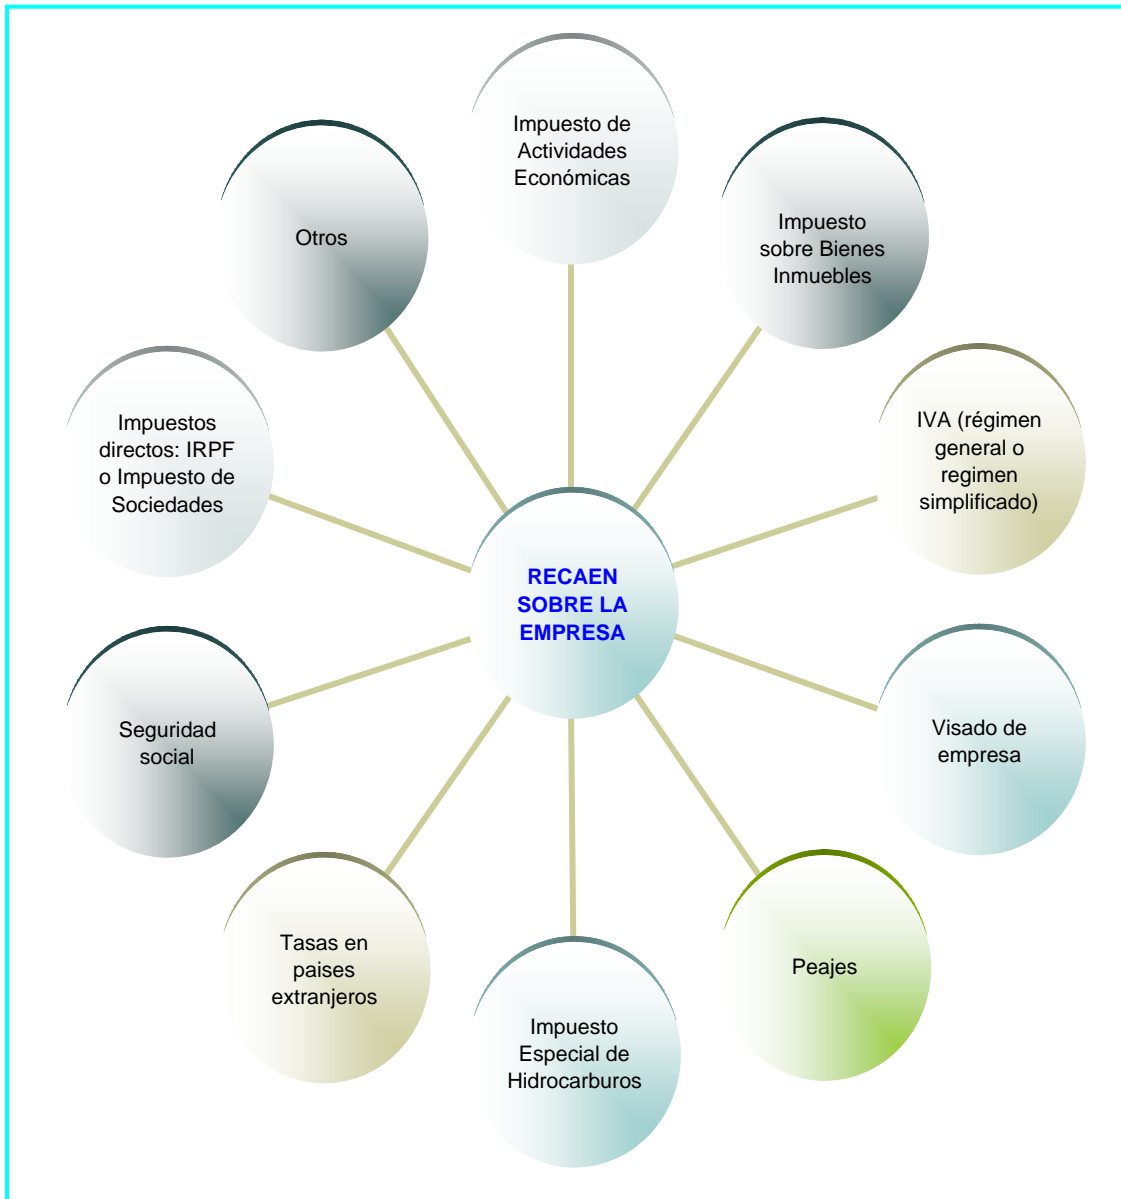 Impuesto de
Actividades
Económicas
Impuesto
sobre Bienes
Inmuebles
IVA (régimen
general o
regimen
simplificado)
Visado de
empresa
Peajes
Impuesto
Especial de
Hidrocarburos
Tasas en
paises
extranjeros
Seguridad
social
Impuestos
directos: IRPF
o Impuesto de
Sociedades
Otros
RECAEN
SOBRE LA
EMPRESA